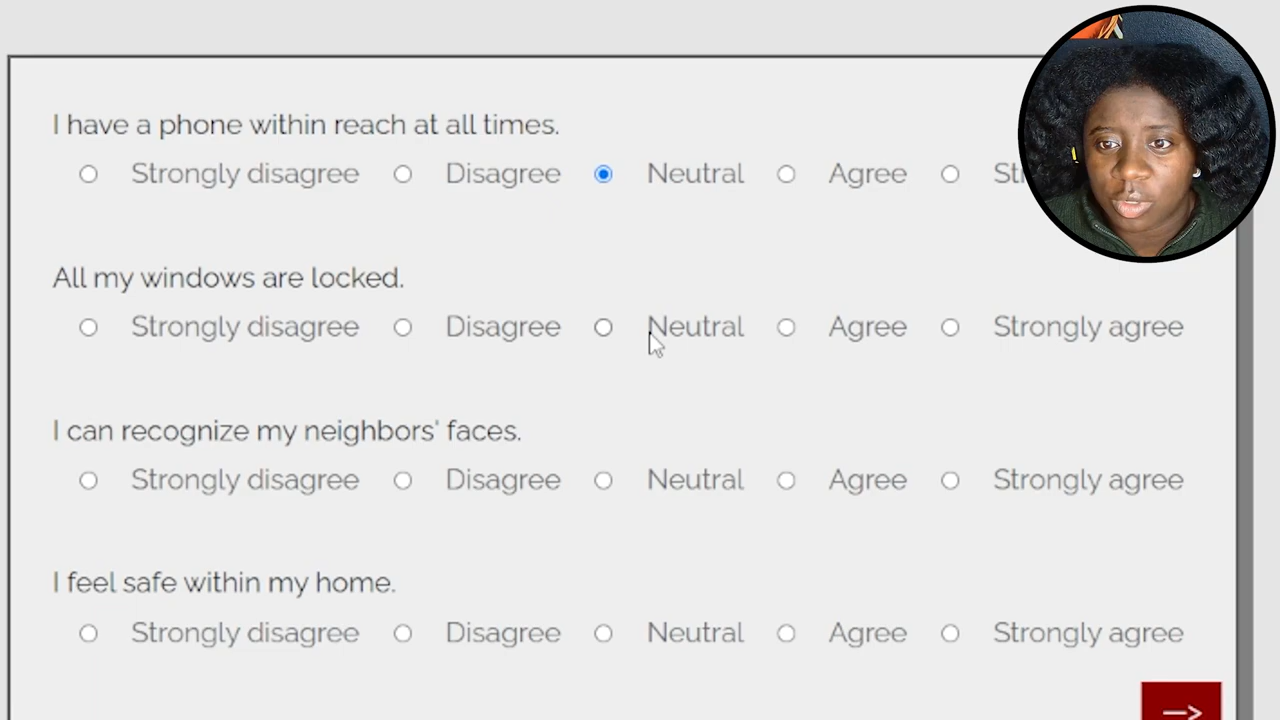 I have a phone within reach at all times.
Strongly disagree Disagree Neutral Agree
All my windows are locked.
Strongly disagree Disagree Neutral Agree Strongly agree
I can recognize my neighbors' faces.
Strongly disagree Disagree Neutral Agree Strongly agree
I feel safe within my home.
Strongly disagree Disagree Neutral Agree Strongly agree